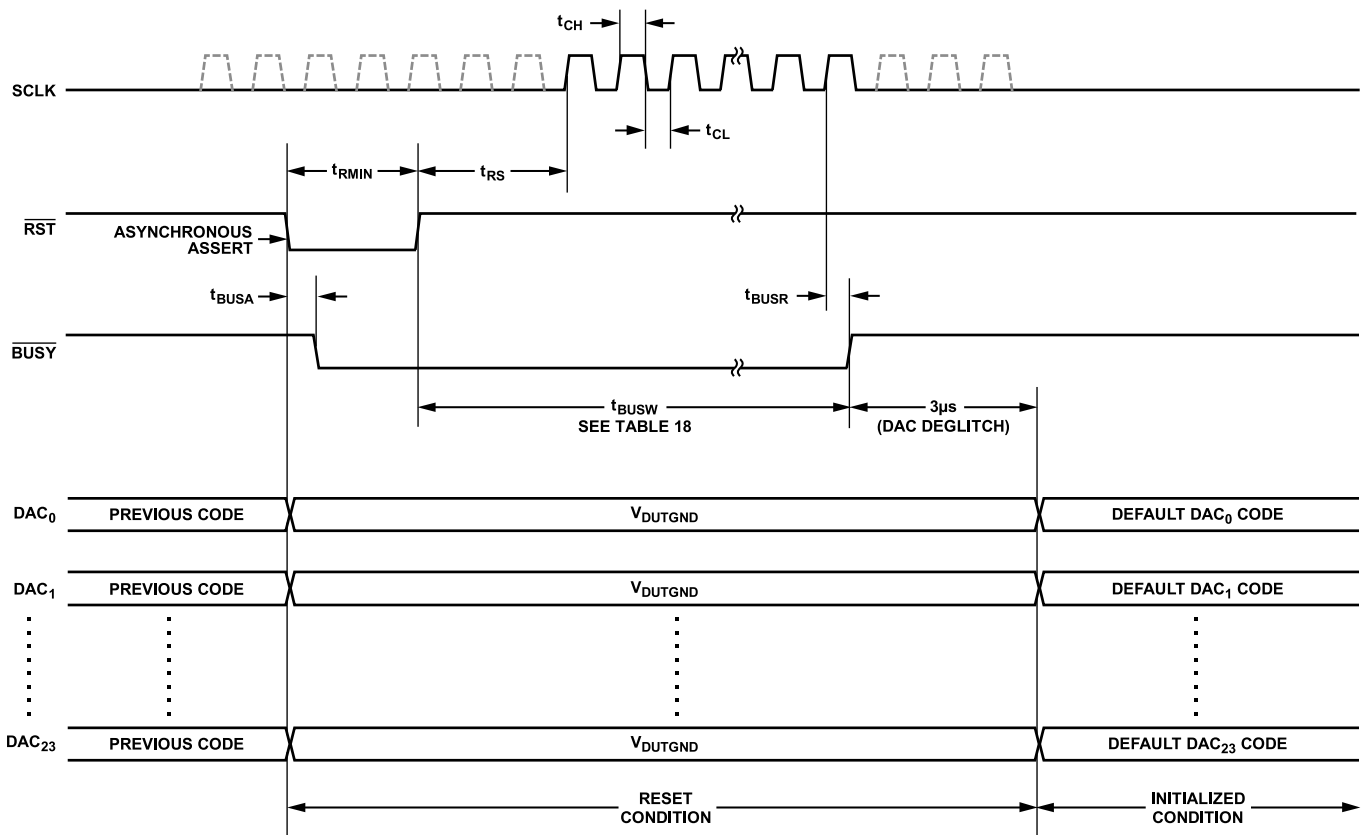 tCH
SCLK
tCL
tRMIN
tRS
RST
ASYNCHRONOUS
ASSERT
tBUSA
tBUSR
BUSY
tBUSW
SEE TABLE 18
3µs
(DAC DEGLITCH)
DAC0
PREVIOUS CODE
VDUTGND
DEFAULT DAC0 CODE
DAC1
PREVIOUS CODE
VDUTGND
DEFAULT DAC1 CODE
DAC23
PREVIOUS CODE
VDUTGND
DEFAULT DAC23 CODE
RESET
CONDITION
INITIALIZED
CONDITION